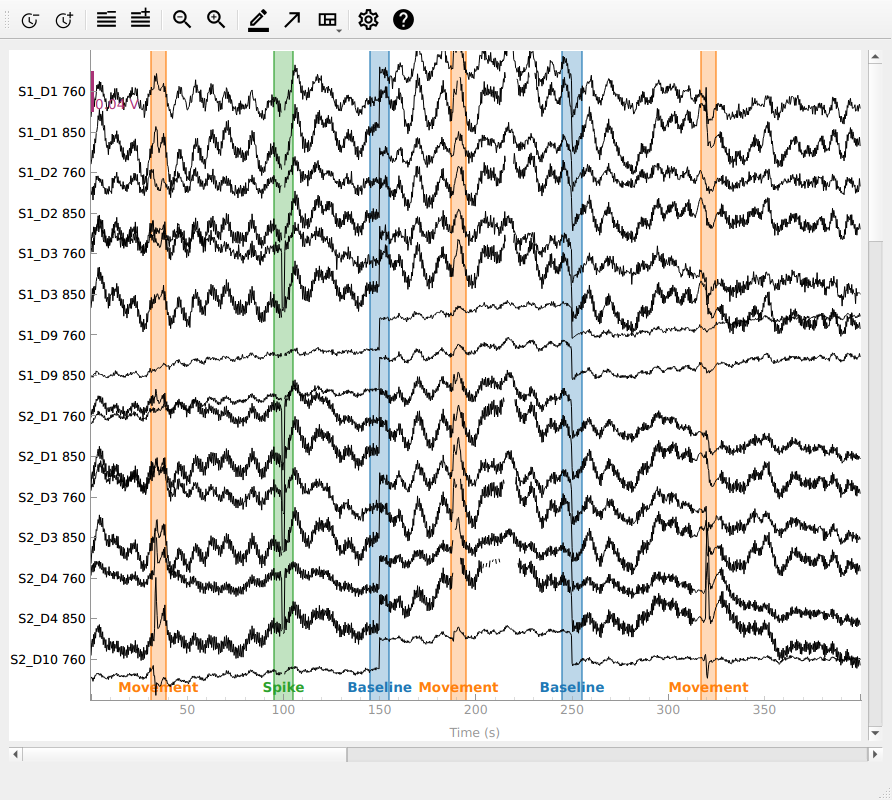 S1_D1 760
0.04 V
S1_D1 850
S1_D2 760
S1_D2 850
S1_D3 760
S1_D3 850
S1_D9 760
S1_D9 850
S2_D1 760
S2_D1 850
S2_D3 760
S2_D3 850
S2_D4 760
S2_D4 850
S2_D10 760
Movement Spike Baseline Movement Baseline Movement
50 100 150 200 250 300 350
Time (s)